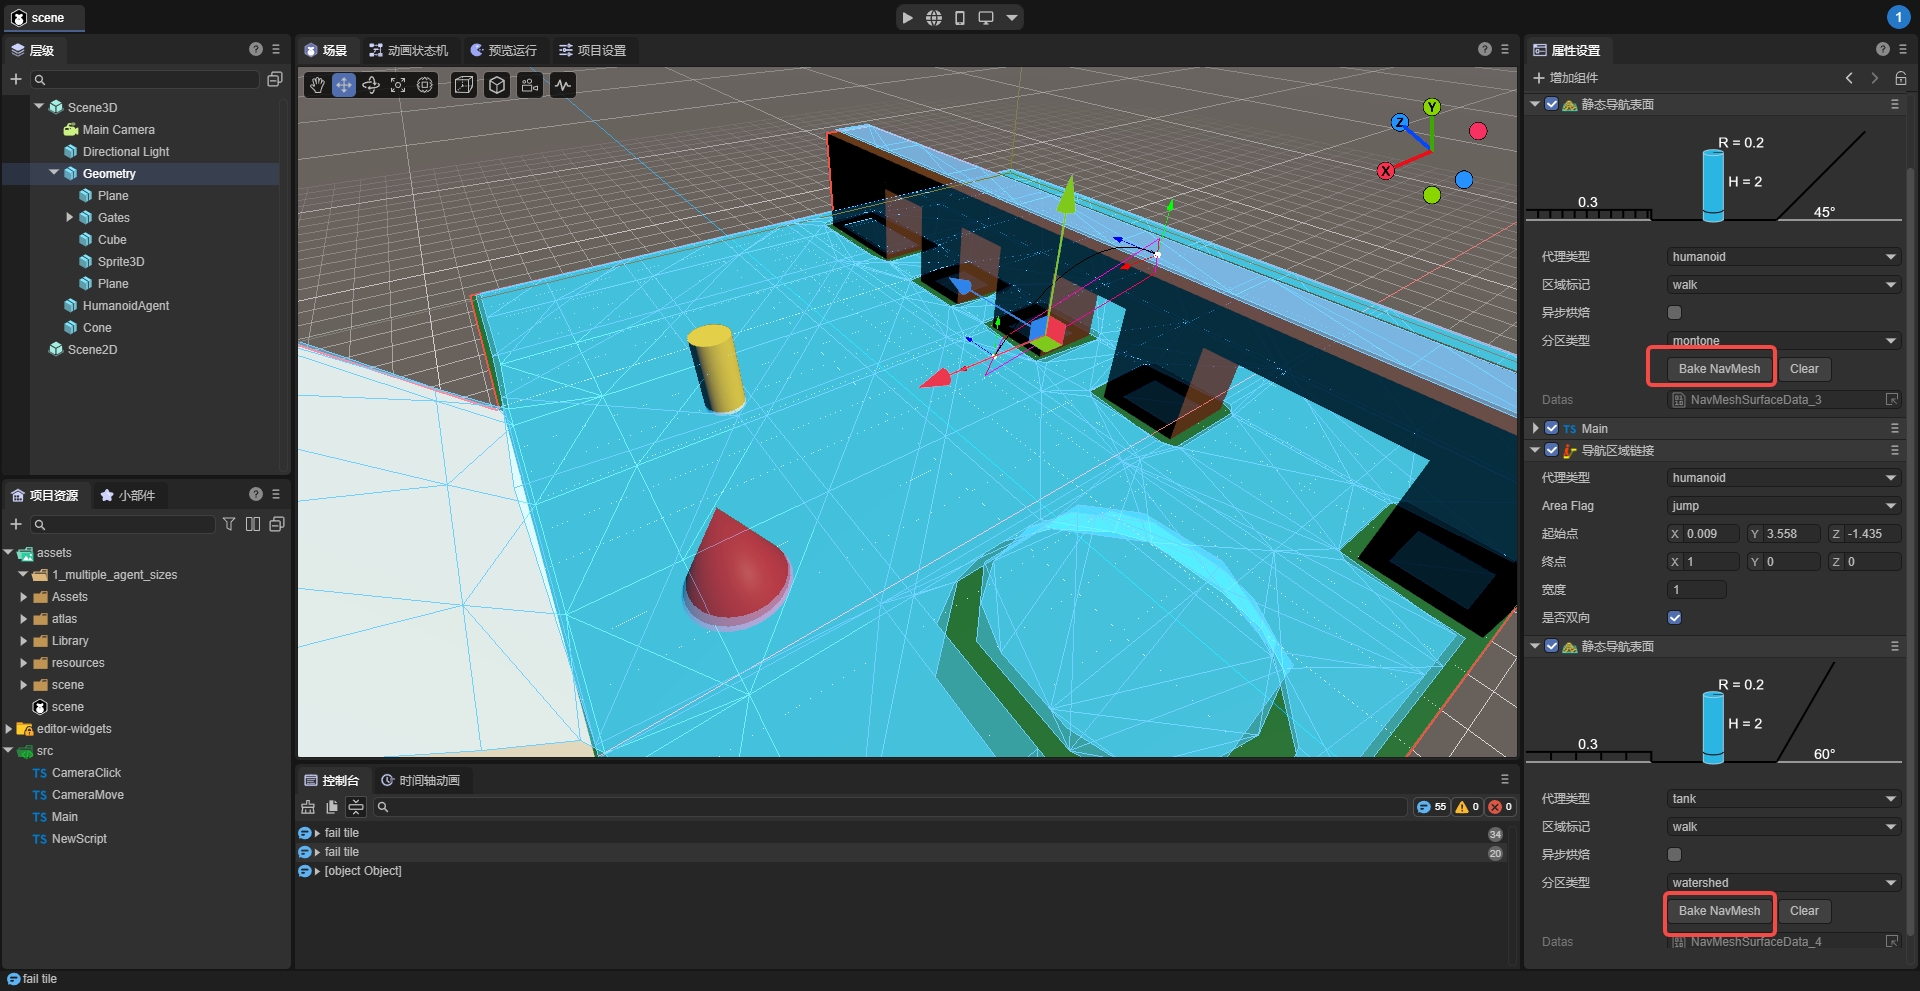 scene
1
层级
Scene3D
Main Camera
Directional Light
Geometry
Plane
Gates
Cube
Sprite3D
Plane
HumanoidAgent
Cone
Scene2D
项目资源 小部件
assets
1_multiple_agent_sizes
Assets
atlas
Library
resources
scene
scene
editor-widgets
src
TS CameraClick
TS CameraMove
TS Main
TS NewScript
fail tile
场景 动画状态机 预览运行 项目设置
Y
Z
X
控制台 时间轴动画
55 0 0
fail tile 34
fail tile 20
[object Object]
属性设置
增加组件
静态导航表面
R = 0.2
H = 2
0.3
45°
代理类型 humanoid
区域标记 walk
异步烘焙
分区类型 montone
Bake NavMesh Clear
Datas NavMeshSurfaceData_3
TS Main
导航区域链接
代理类型 humanoid
Area Flag jump
起始点 X 0.009 Y 3.558 Z -1.435
终点 X 1 Y 0 Z 0
宽度 1
是否双向
静态导航表面
R = 0.2
H = 2
0.3
60°
代理类型 tank
区域标记 walk
异步烘焙
分区类型 watershed
Bake NavMesh Clear
Datas NavMeshSurfaceData_4